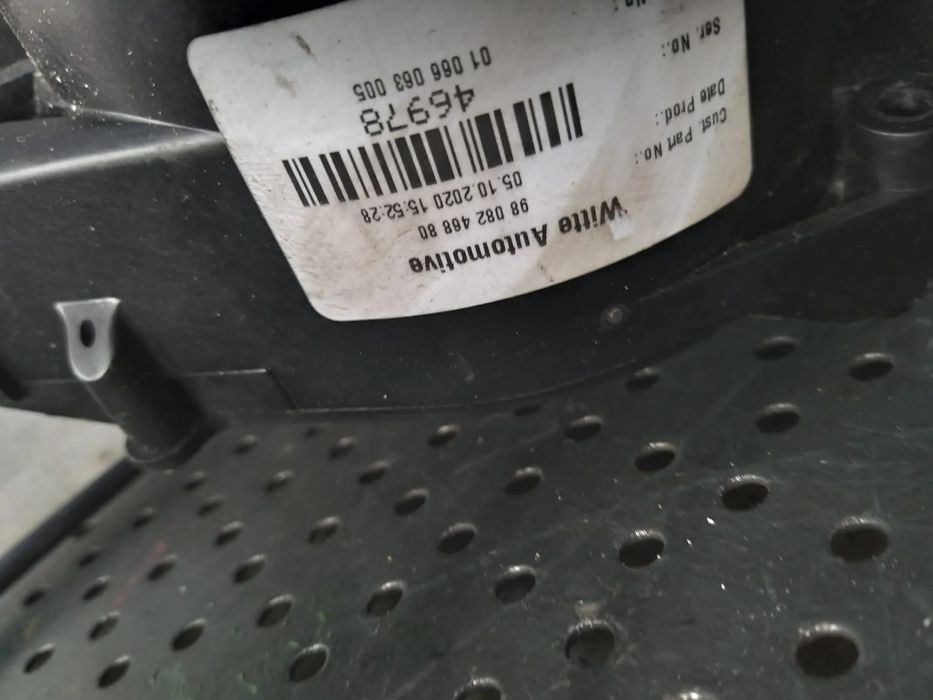 Witte Automotive
Cust. Part No.: 98 082 468 80
Date Prod.: 05.10.2020 15:52:28
Ser. No.:
46978
01 066 063 005